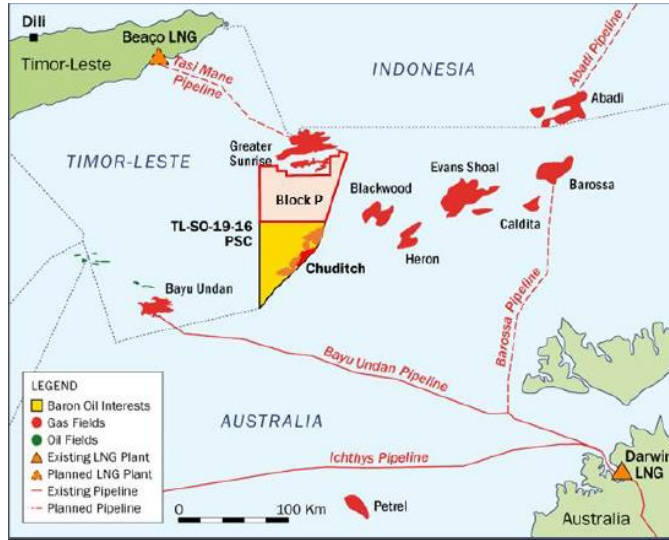 Dili
Beaço LNG
Timor-Leste
Tasi Mane
Pipeline
INDONESIA
Abadi Pipeline
Abadi
TIMOR-LESTE
Greater
Sunrise
Block P
Blackwood
Evans Shoal
Barossa
Caldita
Heron
TL-SO-19-16
PSC
Chuditch
Bayu Undan
Barossa Pipeline
Bayu Undan Pipeline
LEGEND
Baron Oil Interests
Gas Fields
Oil Fields
Existing LNG Plant
Planned LNG Plant
Existing Pipeline
Planned Pipeline
AUSTRALIA
Ichthys Pipeline
Darwin
LNG
Petrel
0 100 Km
Australia